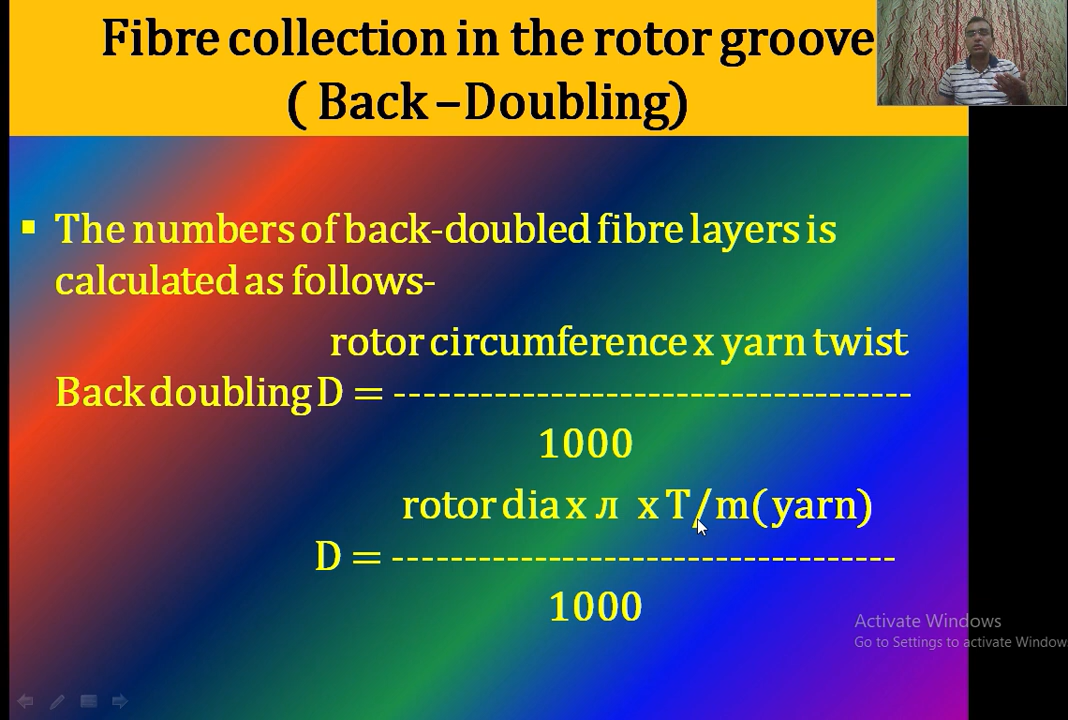 Fibre collection in the rotor groove
( Back –Doubling)
▪ The numbers of back-doubled fibre layers is
calculated as follows-
rotor circumference x yarn twist
Back doubling D = -------------------------------------
1000
rotor dia x л x T/m(yarn)
D = ------------------------------------
1000
Activate Windows
Go to Settings to activate Window